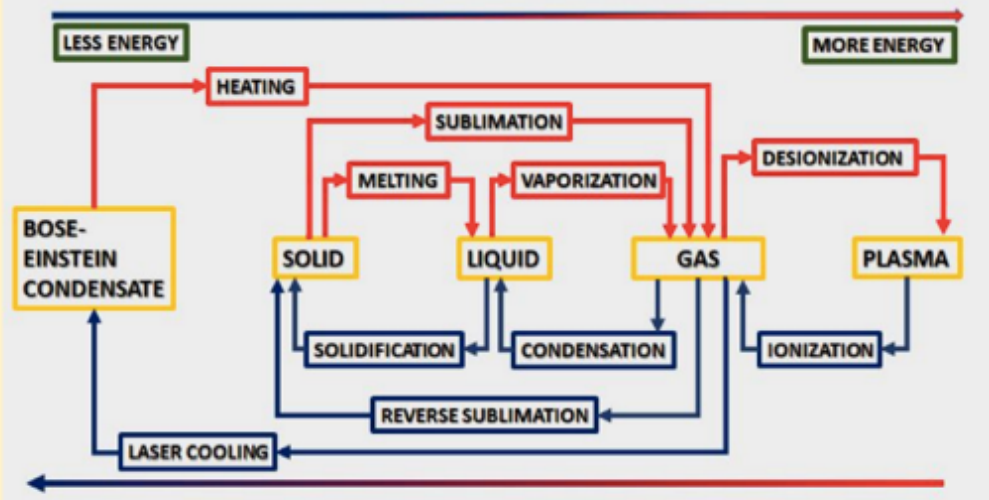 LESS ENERGY
MORE ENERGY
HEATING
SUBLIMATION
DESIONIZATION
MELTING
VAPORIZATION
BOSE-
EINSTEIN
CONDENSATE
SOLID
LIQUID
GAS
PLASMA
SOLIDIFICATION
CONDENSATION
IONIZATION
REVERSE SUBLIMATION
LASER COOLING